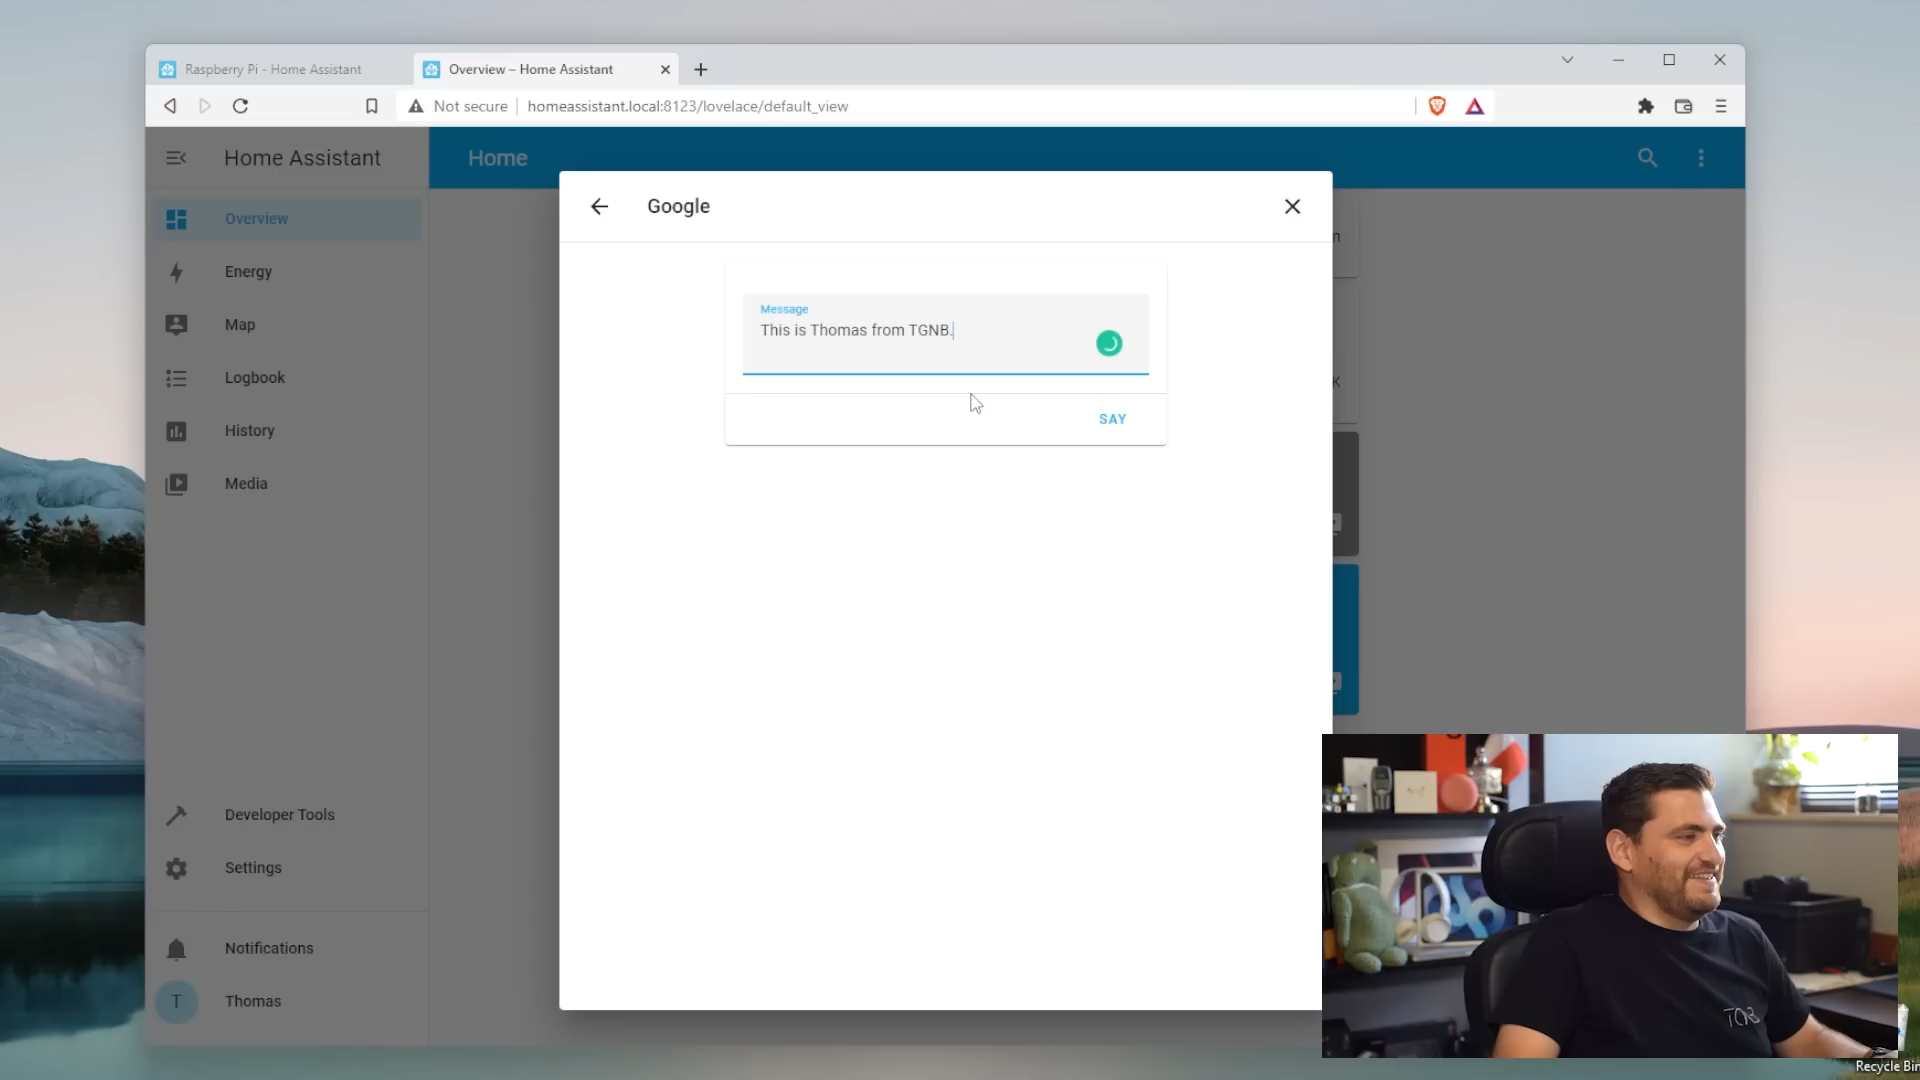 Raspberry Pi - Home Assistant
Overview – Home Assistant
Not secure
homeassistant.local:8123/lovelace/default_view
Home Assistant
Home
Overview
Energy
Map
Logbook
History
Media
Developer Tools
Settings
Notifications
T
Thomas
Google
Message
This is Thomas from TGNB.
SAY
n
K
Recycle Bin